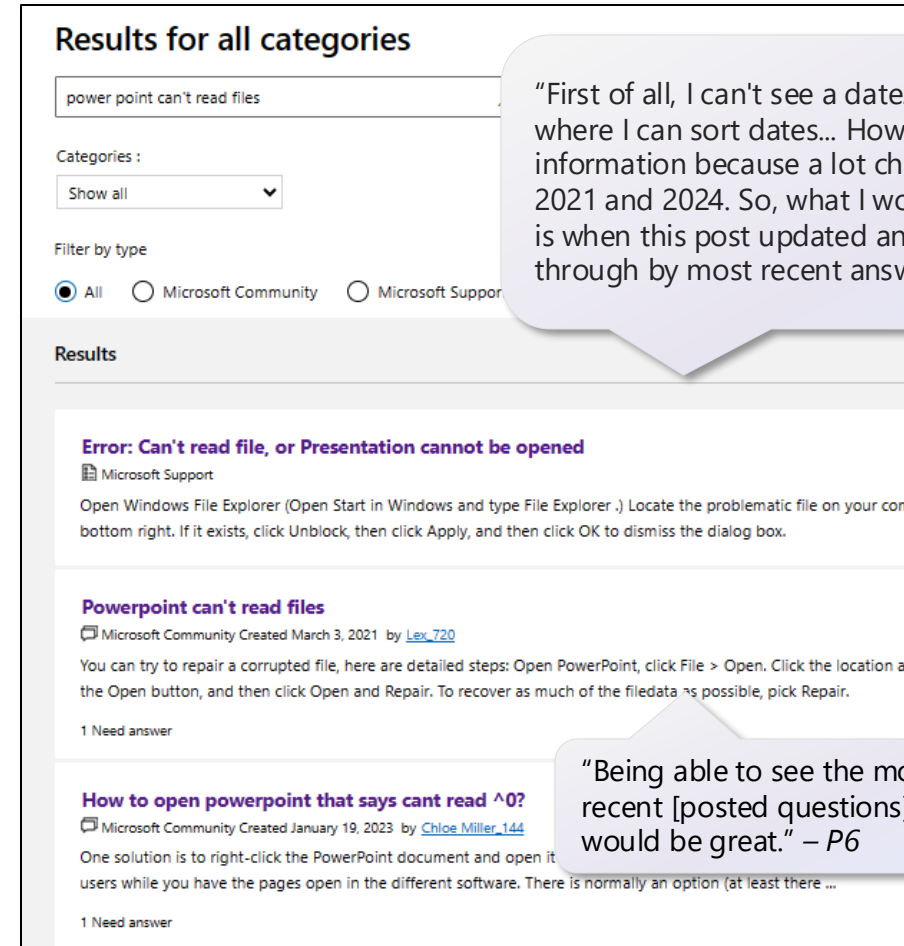 Results for all categories
power point can't read files
"First of all, I can't see a date
where I can sort dates... How
information because a lot ch
2021 and 2024. So, what I wo
is when this post updated an
through by most recent answ
Categories :
Show all
Filter by type
All Microsoft Community Microsoft Suppor
Results
Error: Can't read file, or Presentation cannot be opened
Microsoft Support
Open Windows File Explorer (Open Start in Windows and type File Explorer .) Locate the problematic file on your con
bottom right. If it exists, click Unblock, then click Apply, and then click OK to dismiss the dialog box.
Powerpoint can't read files
Microsoft Community Created March 3, 2021 by Lex_720
You can try to repair a corrupted file, here are detailed steps: Open PowerPoint, click File > Open. Click the location a
the Open button, and then click Open and Repair. To recover as much of the filedata as possible, pick Repair.
1 Need answer
"Being able to see the mo
recent [posted questions]
would be great." – P6
How to open powerpoint that says cant read ^0?
Microsoft Community Created January 19, 2023 by Chloe Miller_144
One solution is to right-click the PowerPoint document and open it
users while you have the pages open in the different software. There is normally an option (at least there ...
1 Need answer